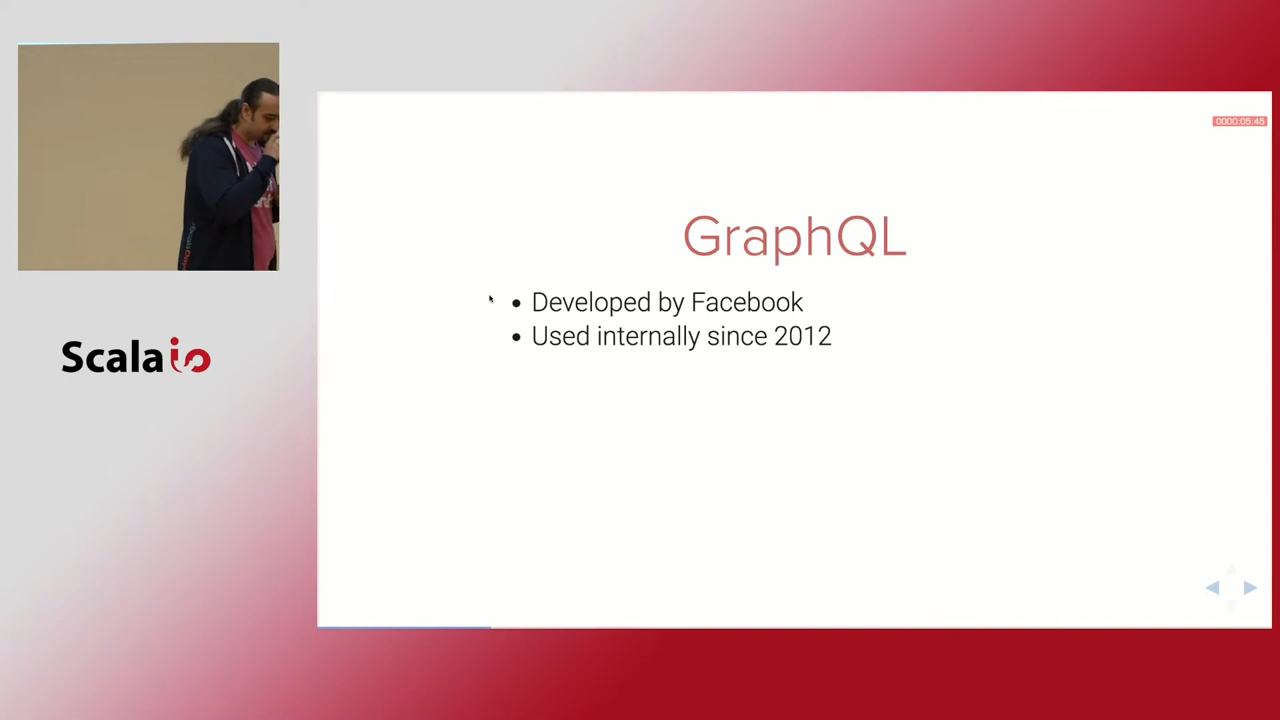 0000:05:45
GraphQL
Developed by Facebook
Used internally since 2012
Scala io